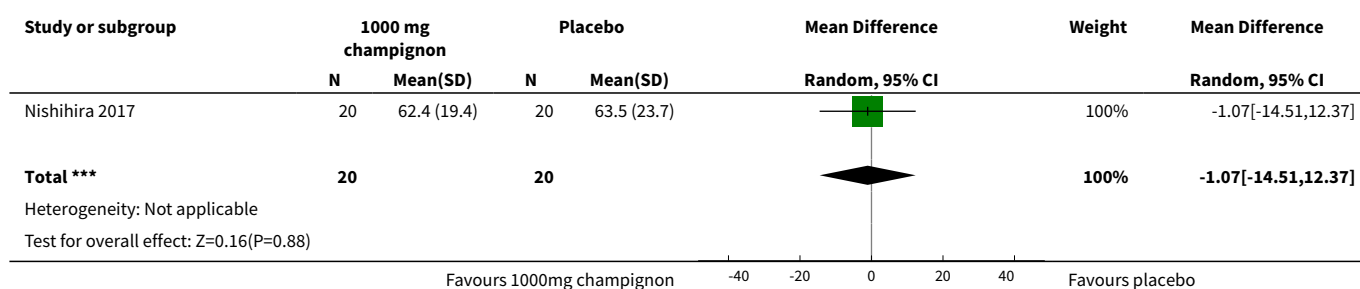 Study or subgroup 1000 mg champignon Placebo Mean Difference Weight Mean Difference
N Mean(SD) N Mean(SD) Random, 95% CI Random, 95% CI
Nishihira 2017 20 62.4 (19.4) 20 63.5 (23.7) 100% -1.07[-14.51,12.37]
Total *** 20 20 100% -1.07[-14.51,12.37]
Heterogeneity: Not applicable
Test for overall effect: Z=0.16(P=0.88)
Favours 1000mg champignon -40 -20 0 20 40 Favours placebo